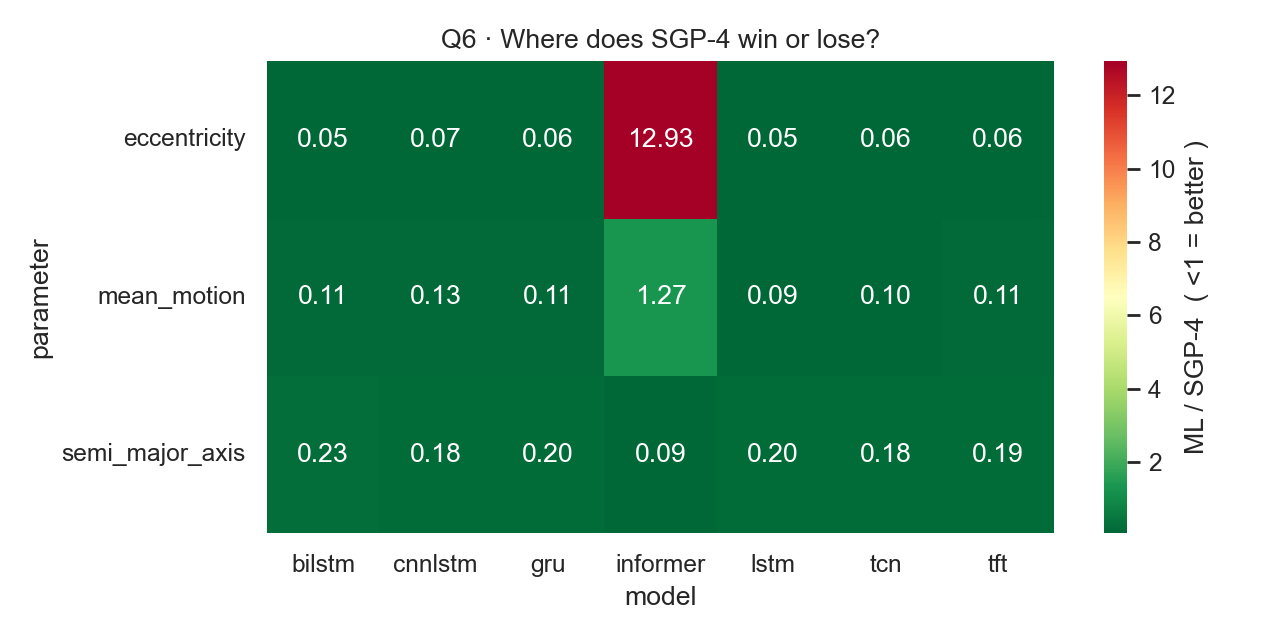 Q6 · Where does SGP-4 win or lose?
eccentricity 0.05 0.07 0.06 12.93 0.05 0.06 0.06
mean_motion 0.11 0.13 0.11 1.27 0.09 0.10 0.11
semi_major_axis 0.23 0.18 0.20 0.09 0.20 0.18 0.19
bilstm cnnlstm gru informer lstm tcn tft
model
parameter
12
10
8
6
4
2
ML / SGP-4 ( <1 = better )